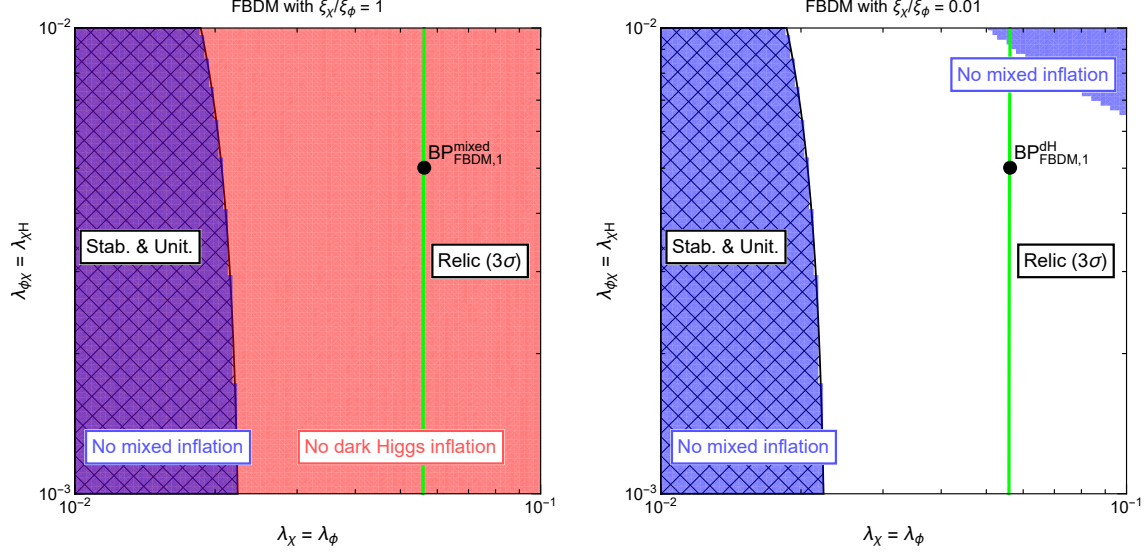 FBDM with ξχ/ξϕ = 1
10⁻²
BP^mixed_FBDM,1
Stab. & Unit.
Relic (3σ)
λϕχ = λχH
No mixed inflation
No dark Higgs inflation
10⁻³
10⁻²
10⁻¹
λχ = λϕ
FBDM with ξχ/ξϕ = 0.01
10⁻²
No mixed inflation
BP^dH_FBDM,1
Stab. & Unit.
Relic (3σ)
λϕχ = λχH
No mixed inflation
10⁻³
10⁻²
10⁻¹
λχ = λϕ